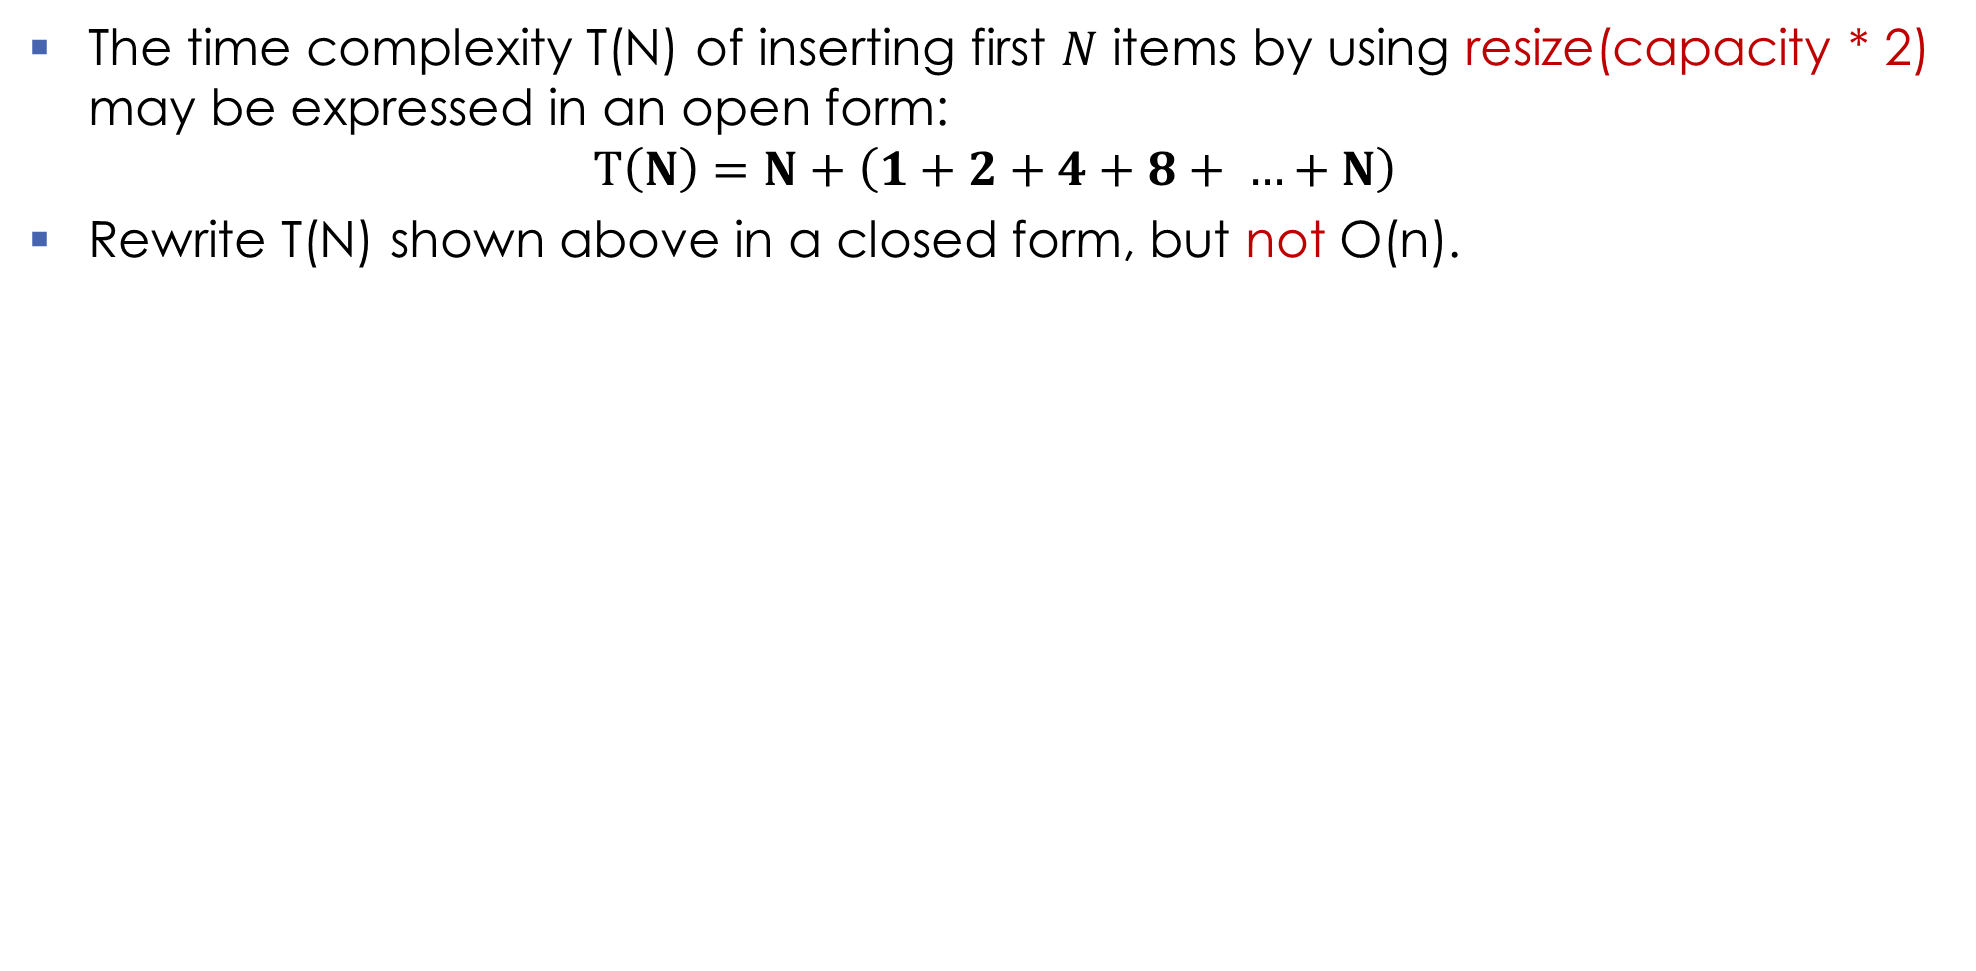 ▪ The time complexity T(N) of inserting first N items by using resize(capacity * 2)
may be expressed in an open form:
T(N) = N + (1 + 2 + 4 + 8 + … + N)
▪ Rewrite T(N) shown above in a closed form, but not O(n).